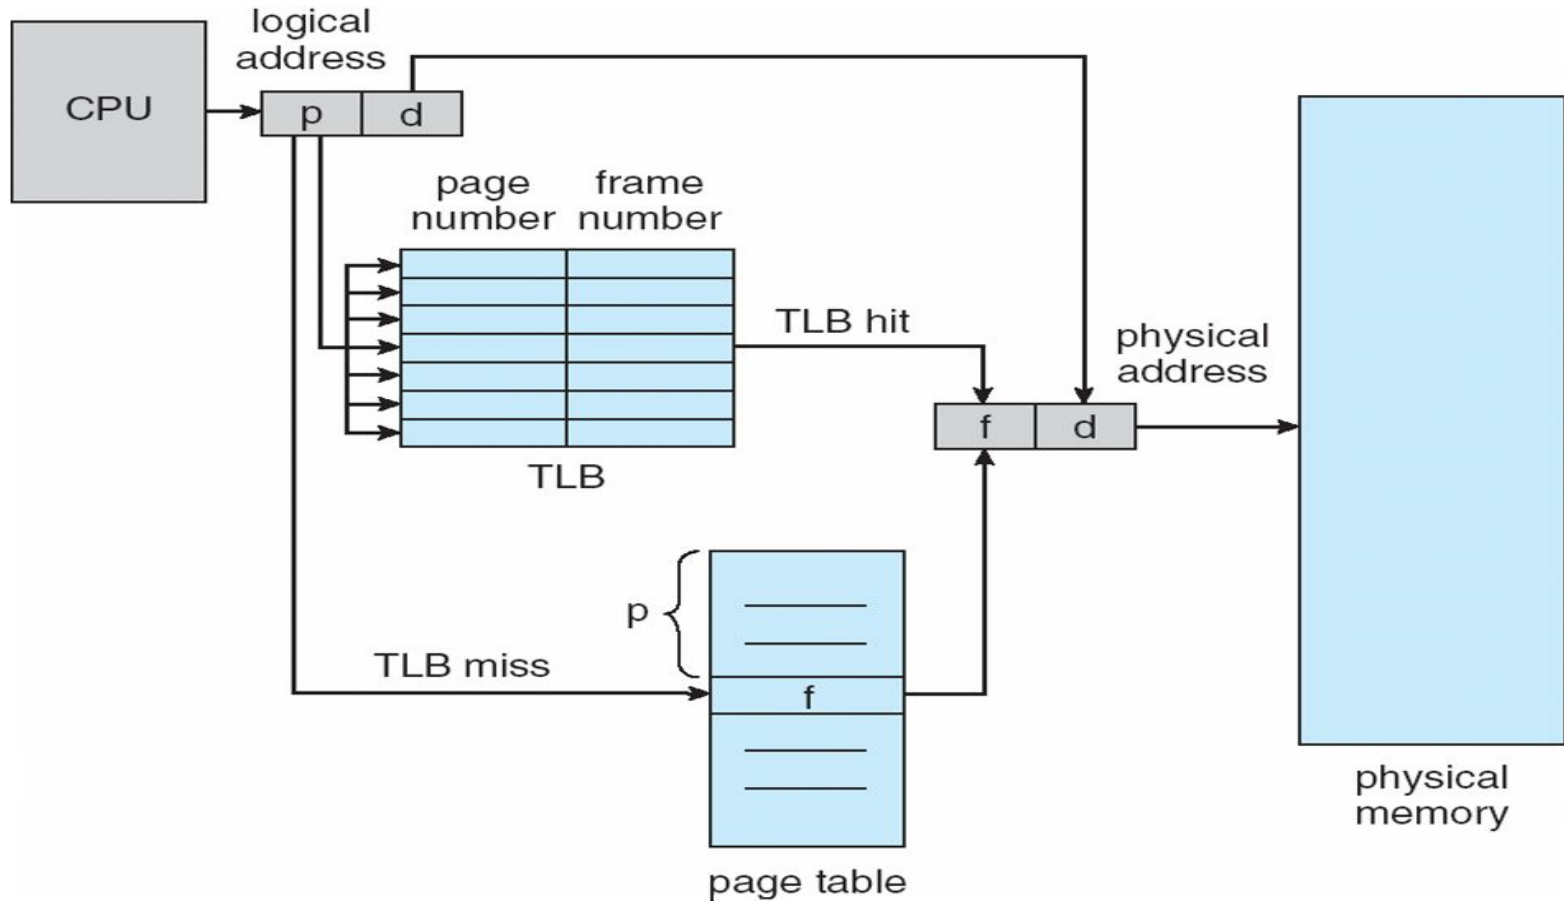 logical
address
CPU
p
d
page
number
frame
number
TLB hit
physical
address
f
d
TLB
p
TLB miss
f
physical
memory
page table